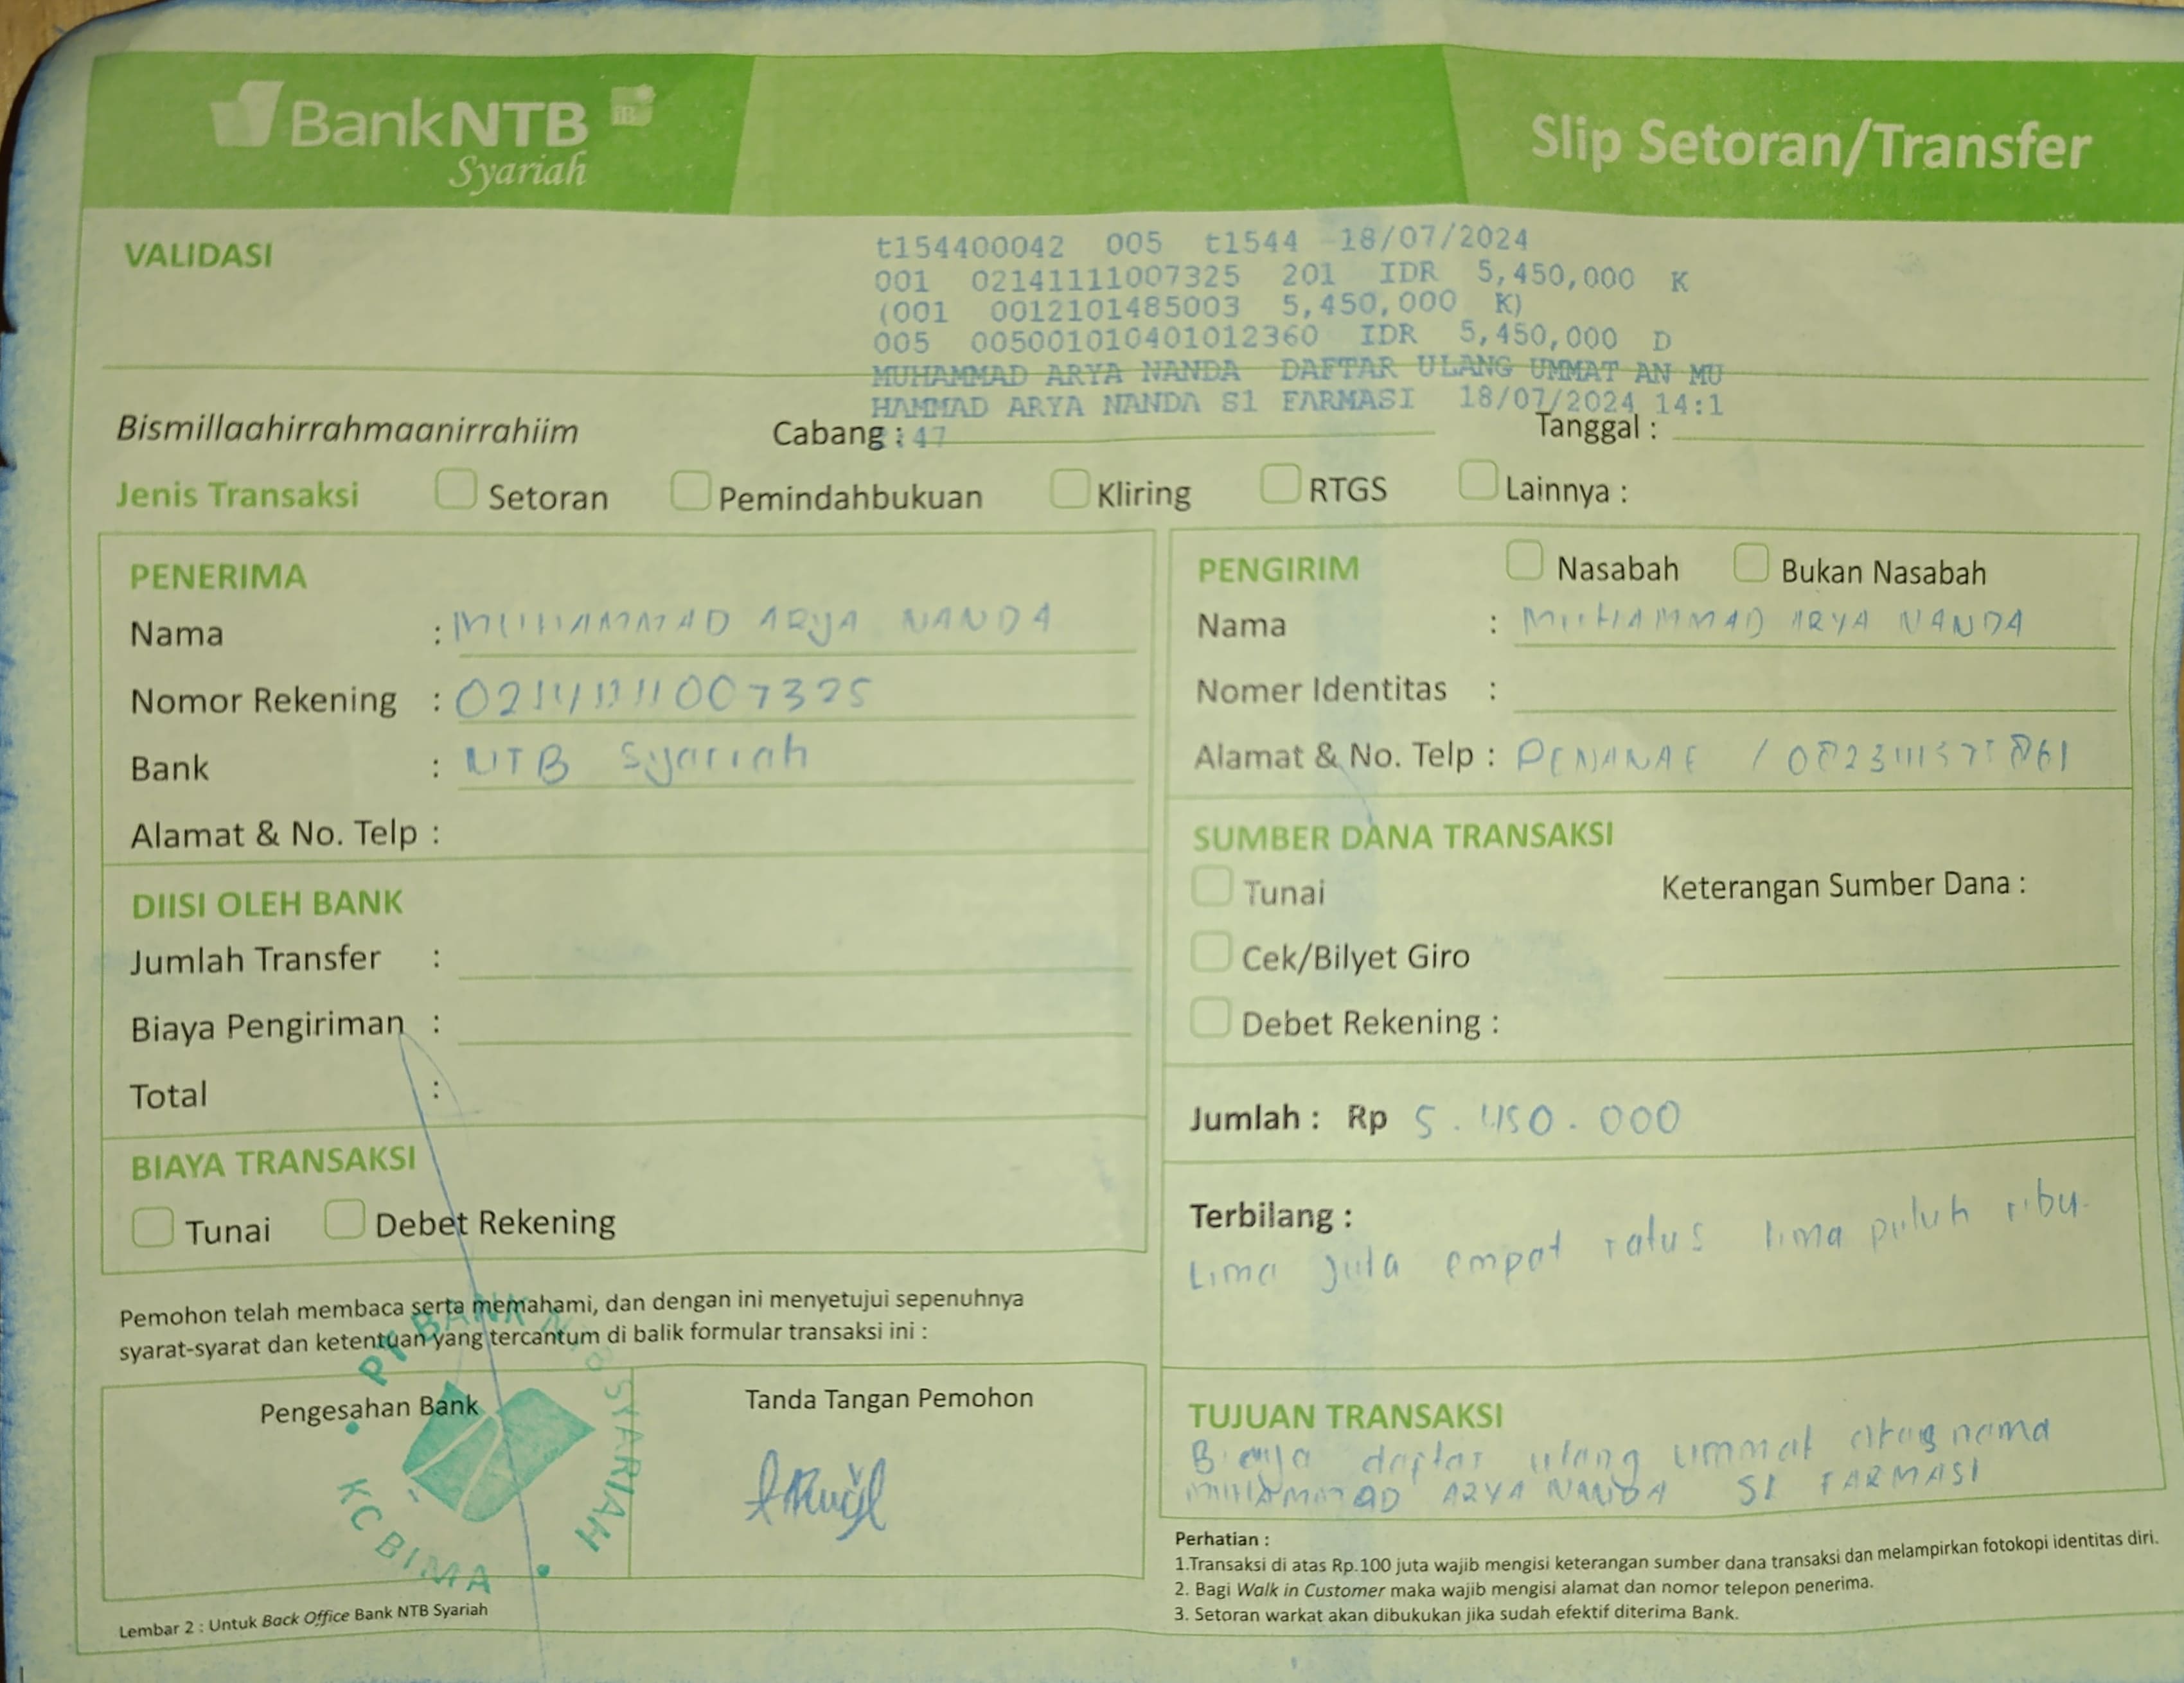 BankNTB iB
Syariah
Slip Setoran/Transfer
VALIDASI
t154400042 005 t1544 18/07/2024
001 02141111007325 201 IDR 5,450,000 K
(001 0012101485003 5,450,000 K)
005 005001010401012360 IDR 5,450,000 D
MUHAMMAD ARYA NANDA DAFTAR ULANG UMMAT AN MU
HAMMAD ARYA NANDA S1 FARMASI 18/07/2024 14:1
Bismillaahirrahmaanirrahiim Cabang : :47 Tanggal :
Jenis Transaksi Setoran Pemindahbukuan Kliring RTGS Lainnya :
PENERIMA
Nama : MUHAMMAD ARYA NANDA
Nomor Rekening : 02141111007325
Bank : NTB Syariah
Alamat & No. Telp :
DIISI OLEH BANK
Jumlah Transfer :
Biaya Pengiriman :
Total :
BIAYA TRANSAKSI
Tunai Debet Rekening
Pemohon telah membaca serta memahami, dan dengan ini menyetujui sepenuhnya
syarat-syarat dan ketentuan yang tercantum di balik formular transaksi ini :
Pengesahan Bank
PT BANK NTB SYARIAH
KC BIMA
Tanda Tangan Pemohon
Lembar 2 : Untuk Back Office Bank NTB Syariah
PENGIRIM Nasabah Bukan Nasabah
Nama : MUHAMMAD ARYA NANDA
Nomer Identitas :
Alamat & No. Telp : PENANAE /
SUMBER DANA TRANSAKSI
Tunai Keterangan Sumber Dana :
Cek/Bilyet Giro
Debet Rekening :
Jumlah : Rp 5.450.000
Terbilang :
Lima juta empat ratus lima puluh ribu
TUJUAN TRANSAKSI
Biaya daftar ulang ummat atas nama
MUHAMMAD ARYA NANDA S1 FARMASI
Perhatian :
1.Transaksi di atas Rp.100 juta wajib mengisi keterangan sumber dana transaksi dan melampirkan fotokopi identitas diri.
2. Bagi Walk in Customer maka wajib mengisi alamat dan nomor telepon penerima.
3. Setoran warkat akan dibukukan jika sudah efektif diterima Bank.